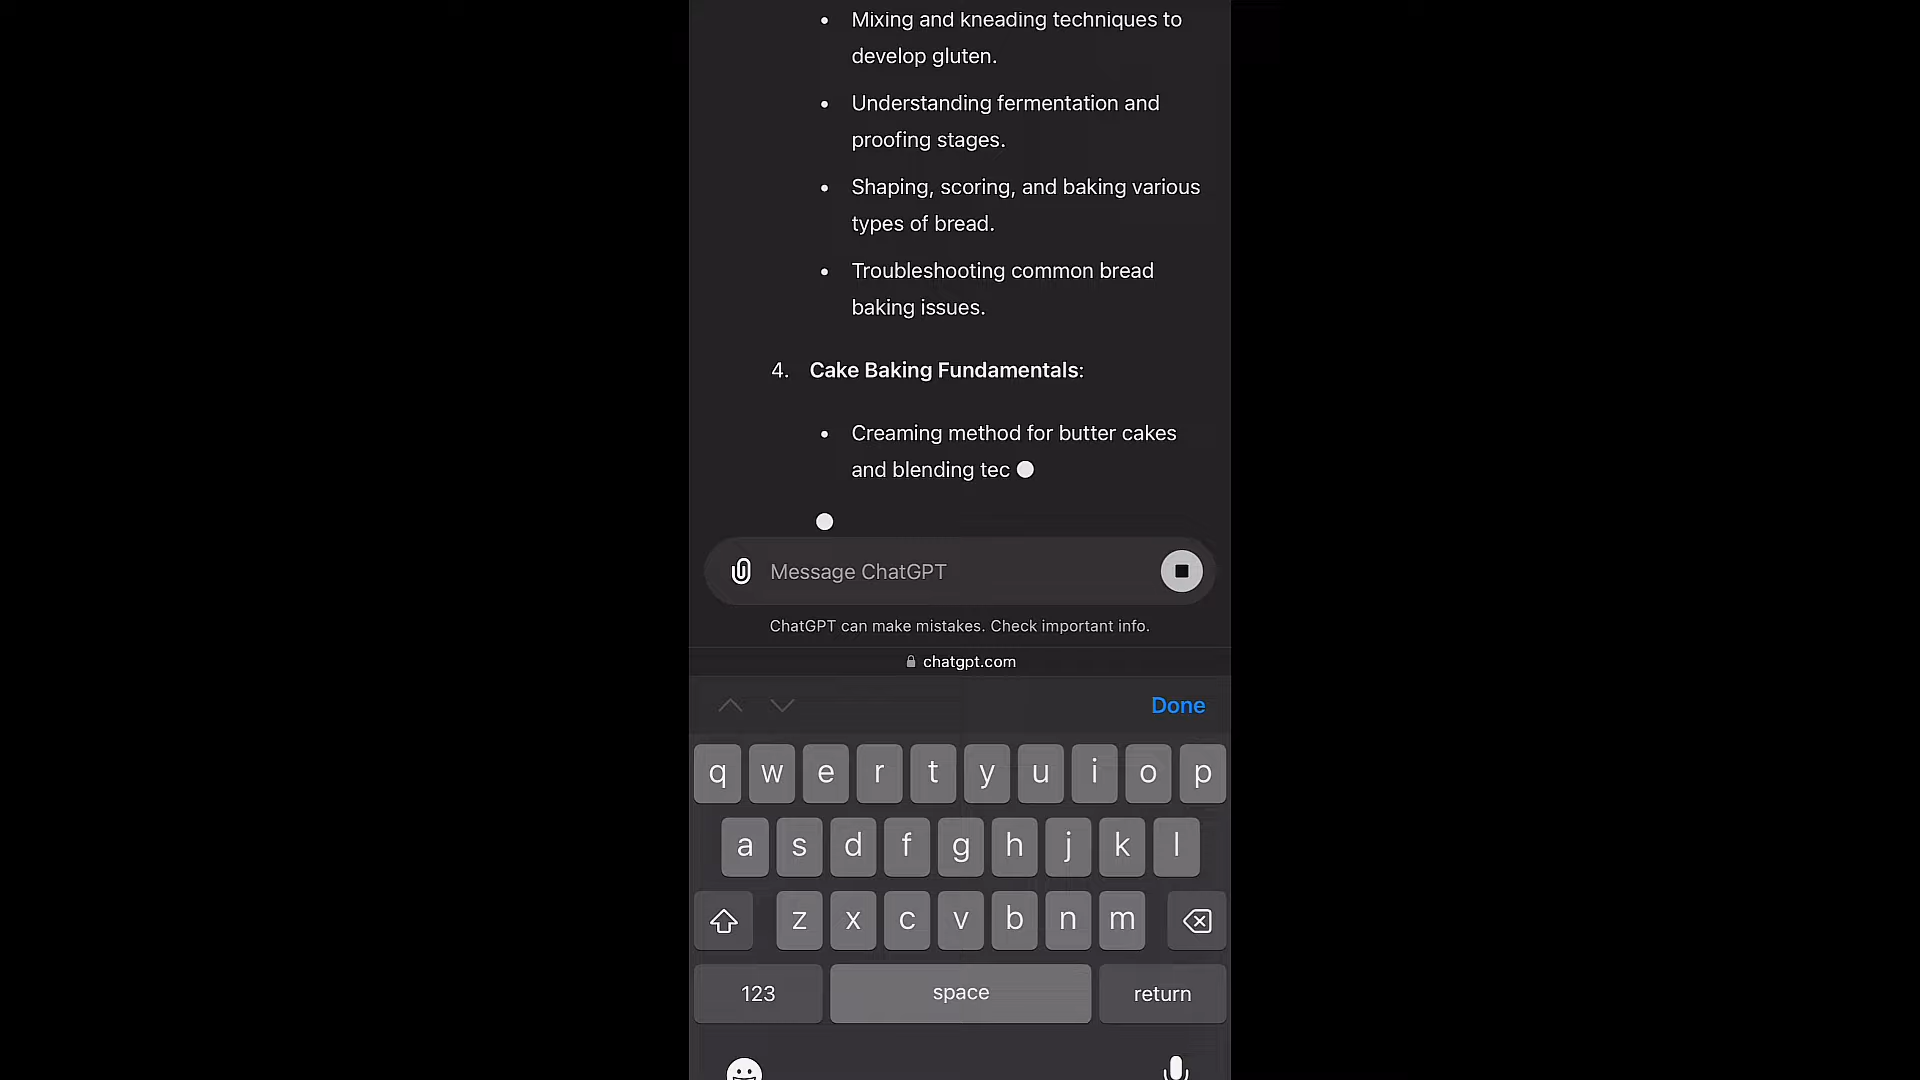 • Mixing and kneading techniques to
develop gluten.
• Understanding fermentation and
proofing stages.
• Shaping, scoring, and baking various
types of bread.
• Troubleshooting common bread
baking issues.
4. Cake Baking Fundamentals:
• Creaming method for butter cakes
and blending tec
Message ChatGPT
ChatGPT can make mistakes. Check important info.
chatgpt.com
Done
q w e r t y u i o p
a s d f g h j k l
z x c v b n m
123 space return